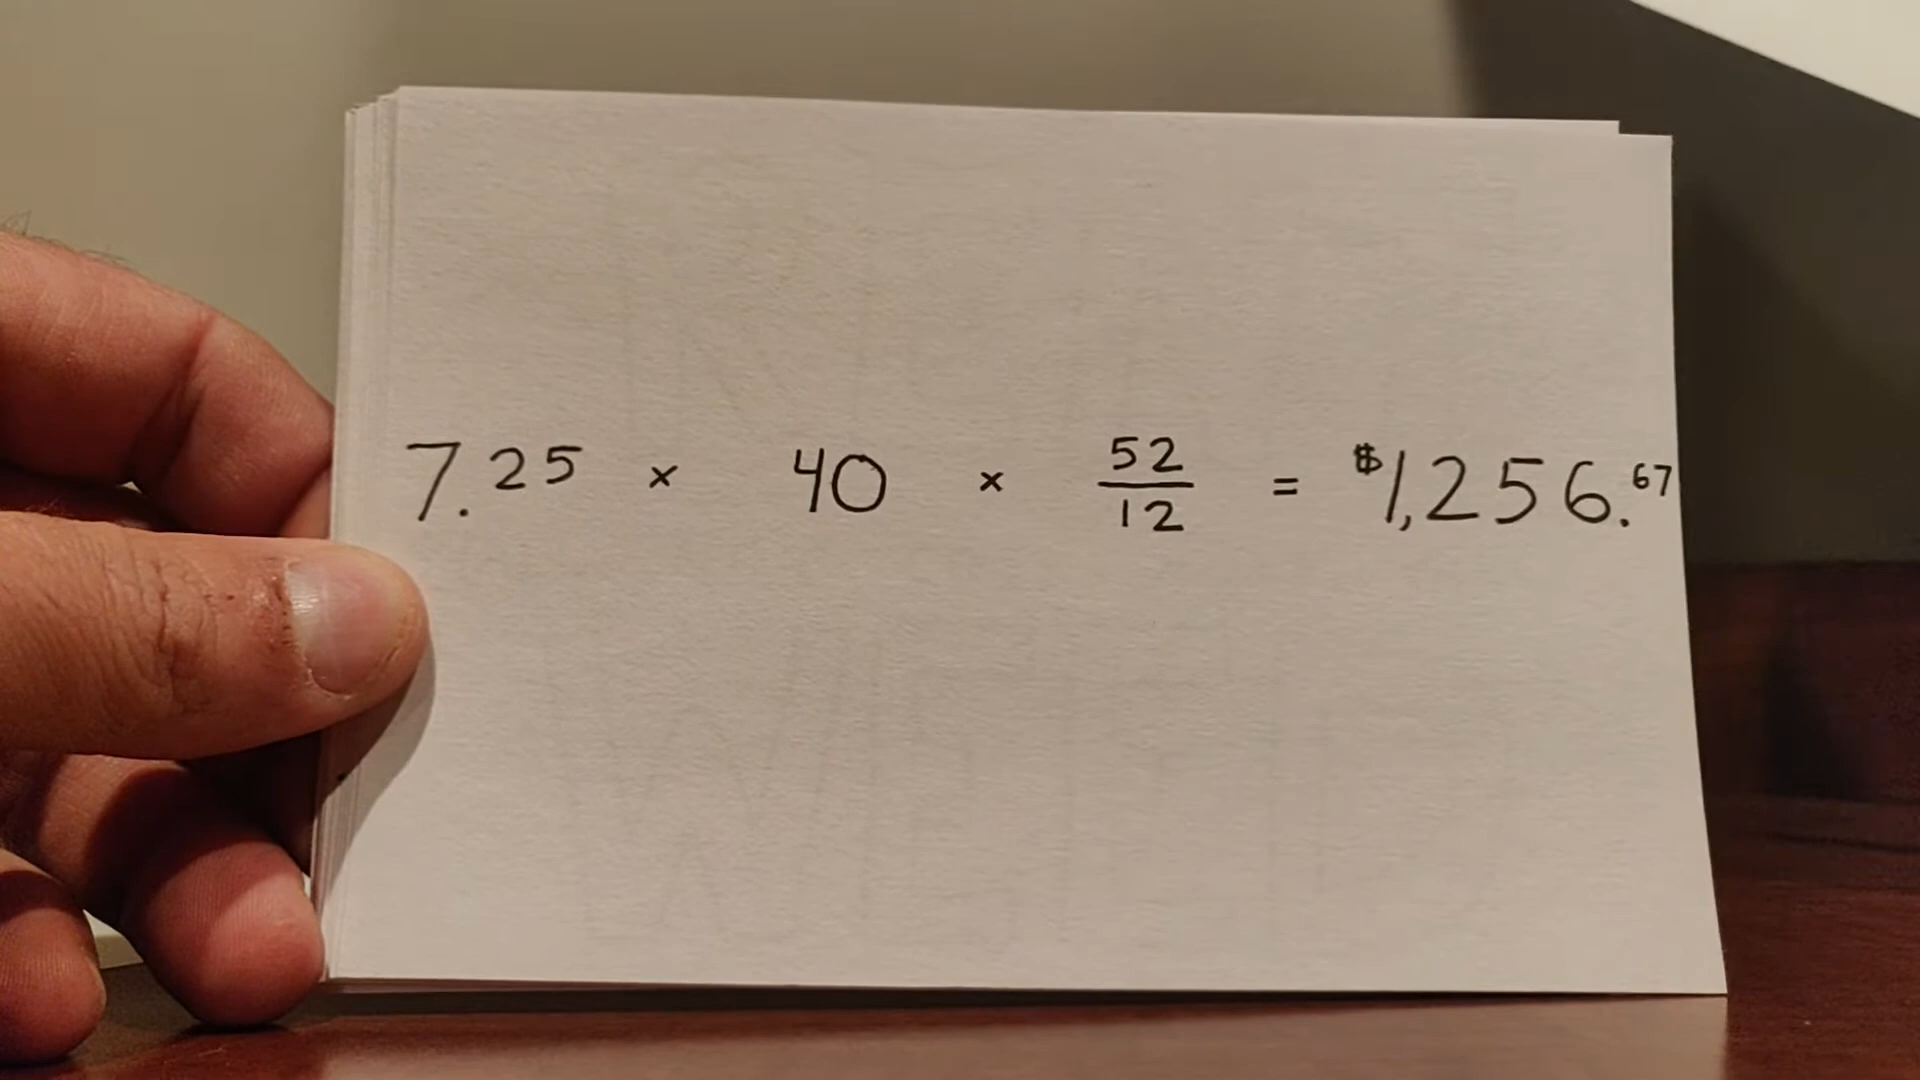 7.25 × 40 × 52/12 = $1,256.67